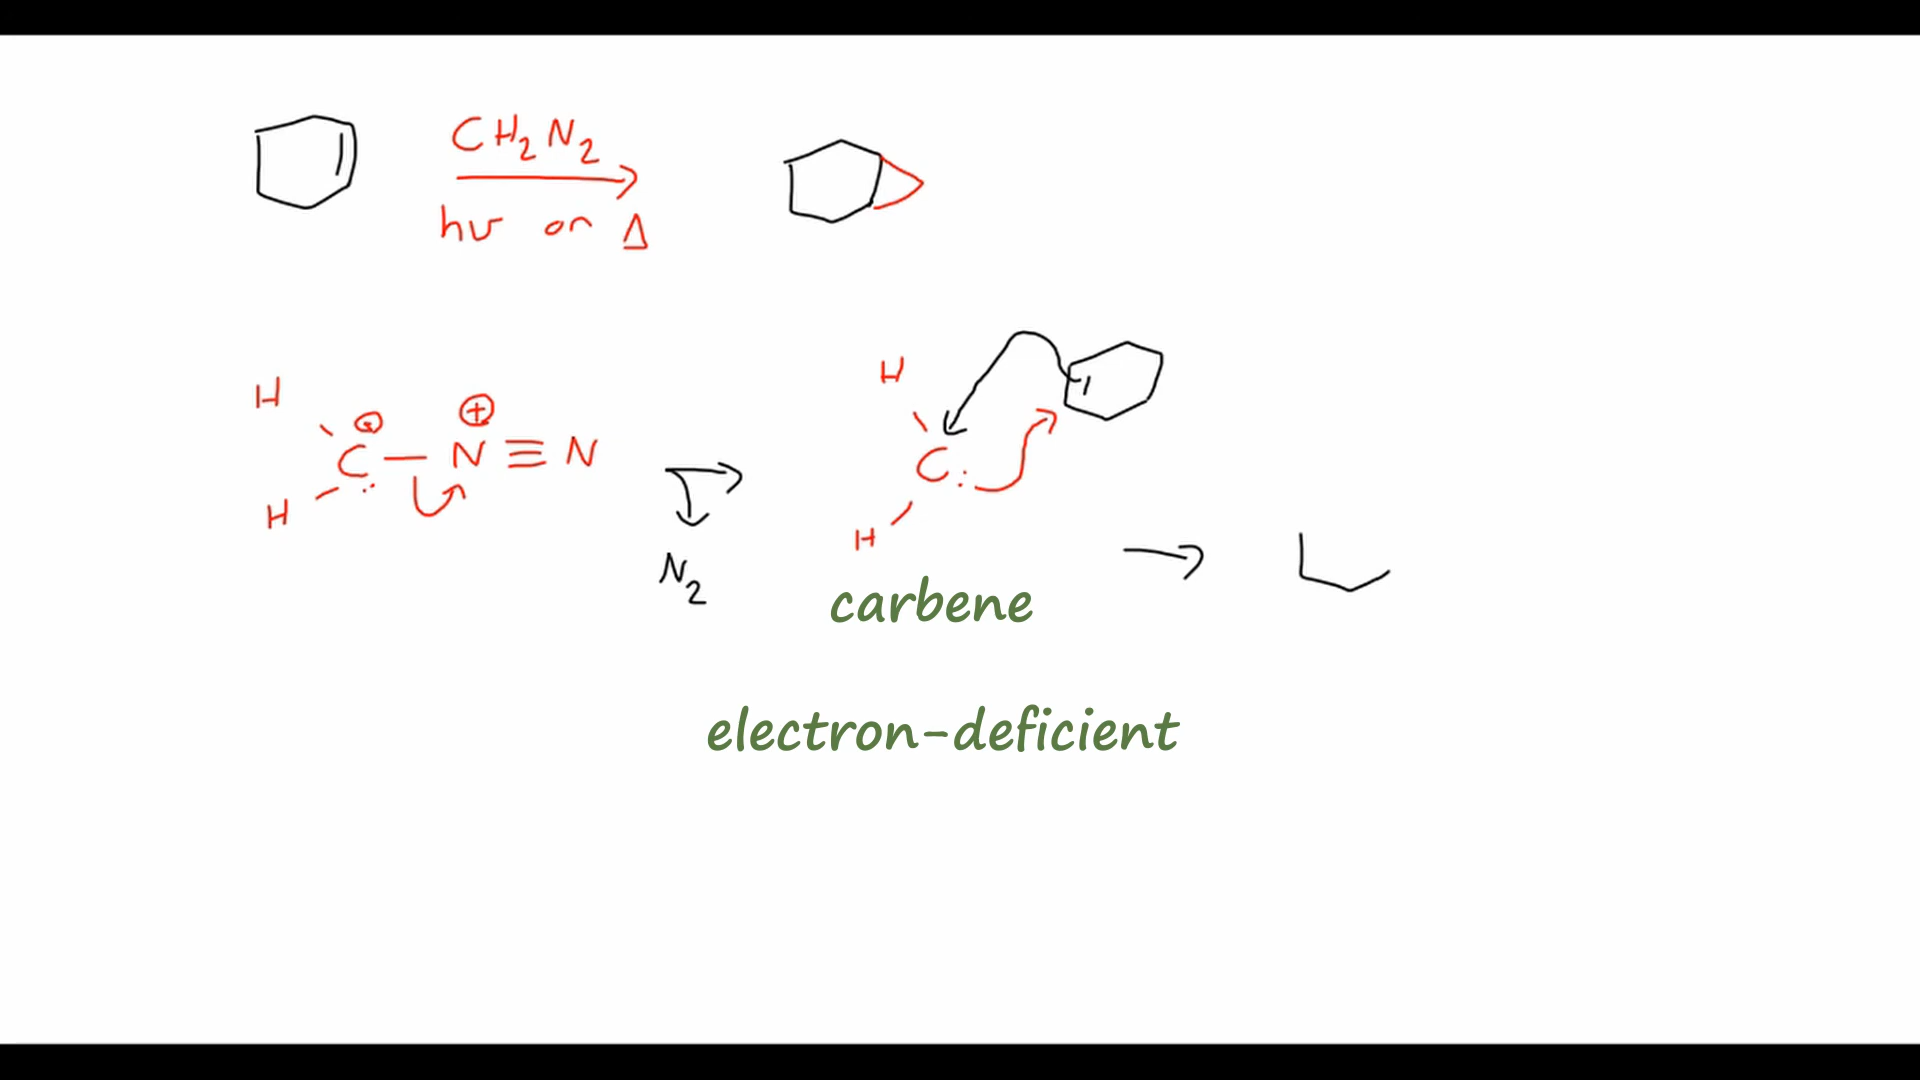 CH2N2
hν or Δ
H
C — N ≡ N
⊖
⊕
H
N2
H
C:
H
carbene
electron-deficient